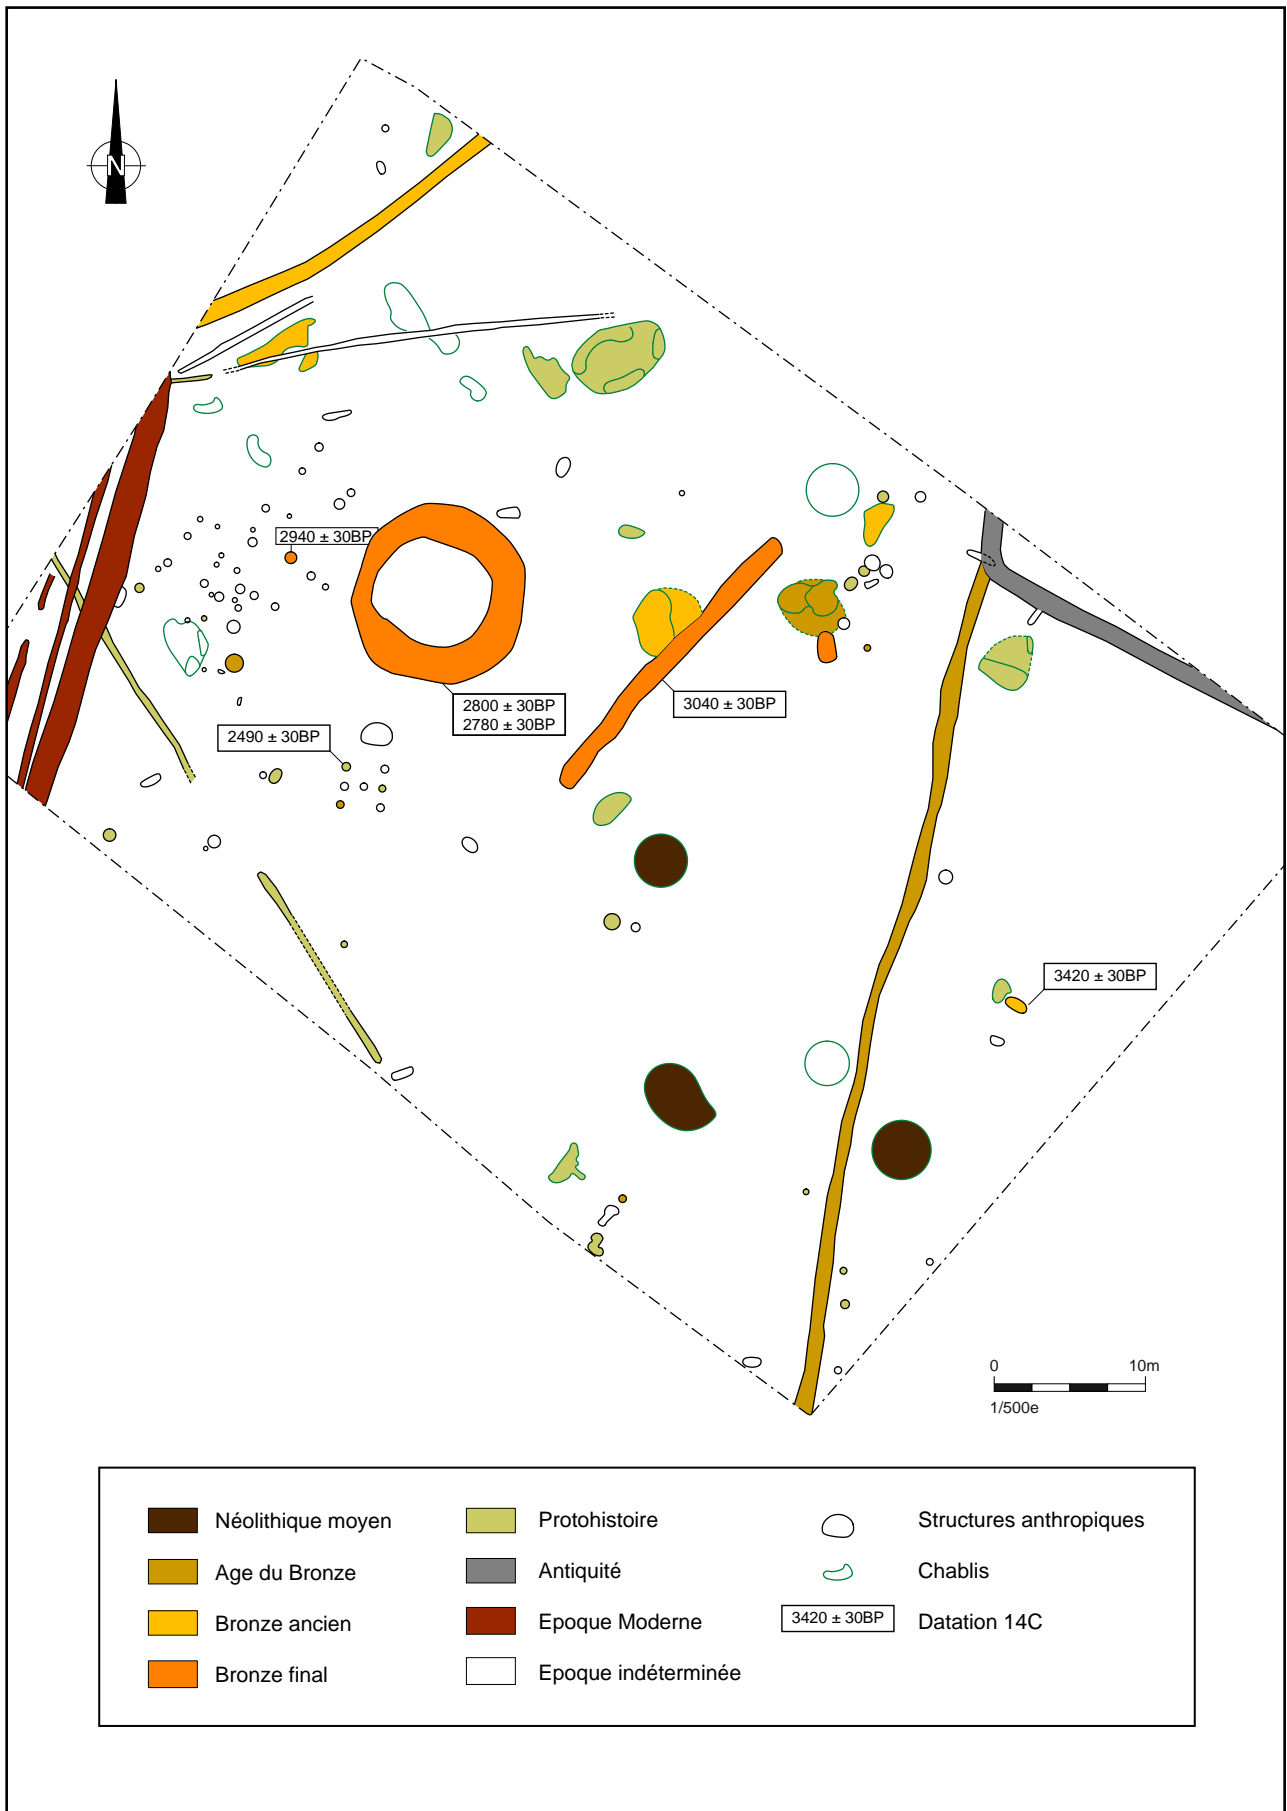 N
2940 ± 30BP
2800 ± 30BP
2780 ± 30BP
3040 ± 30BP
2490 ± 30BP
3420 ± 30BP
0 10m
1/500e
Néolithique moyen
Age du Bronze
Bronze ancien
Bronze final
Protohistoire
Antiquité
Epoque Moderne
Epoque indéterminée
Structures anthropiques
Chablis
3420 ± 30BP Datation 14C